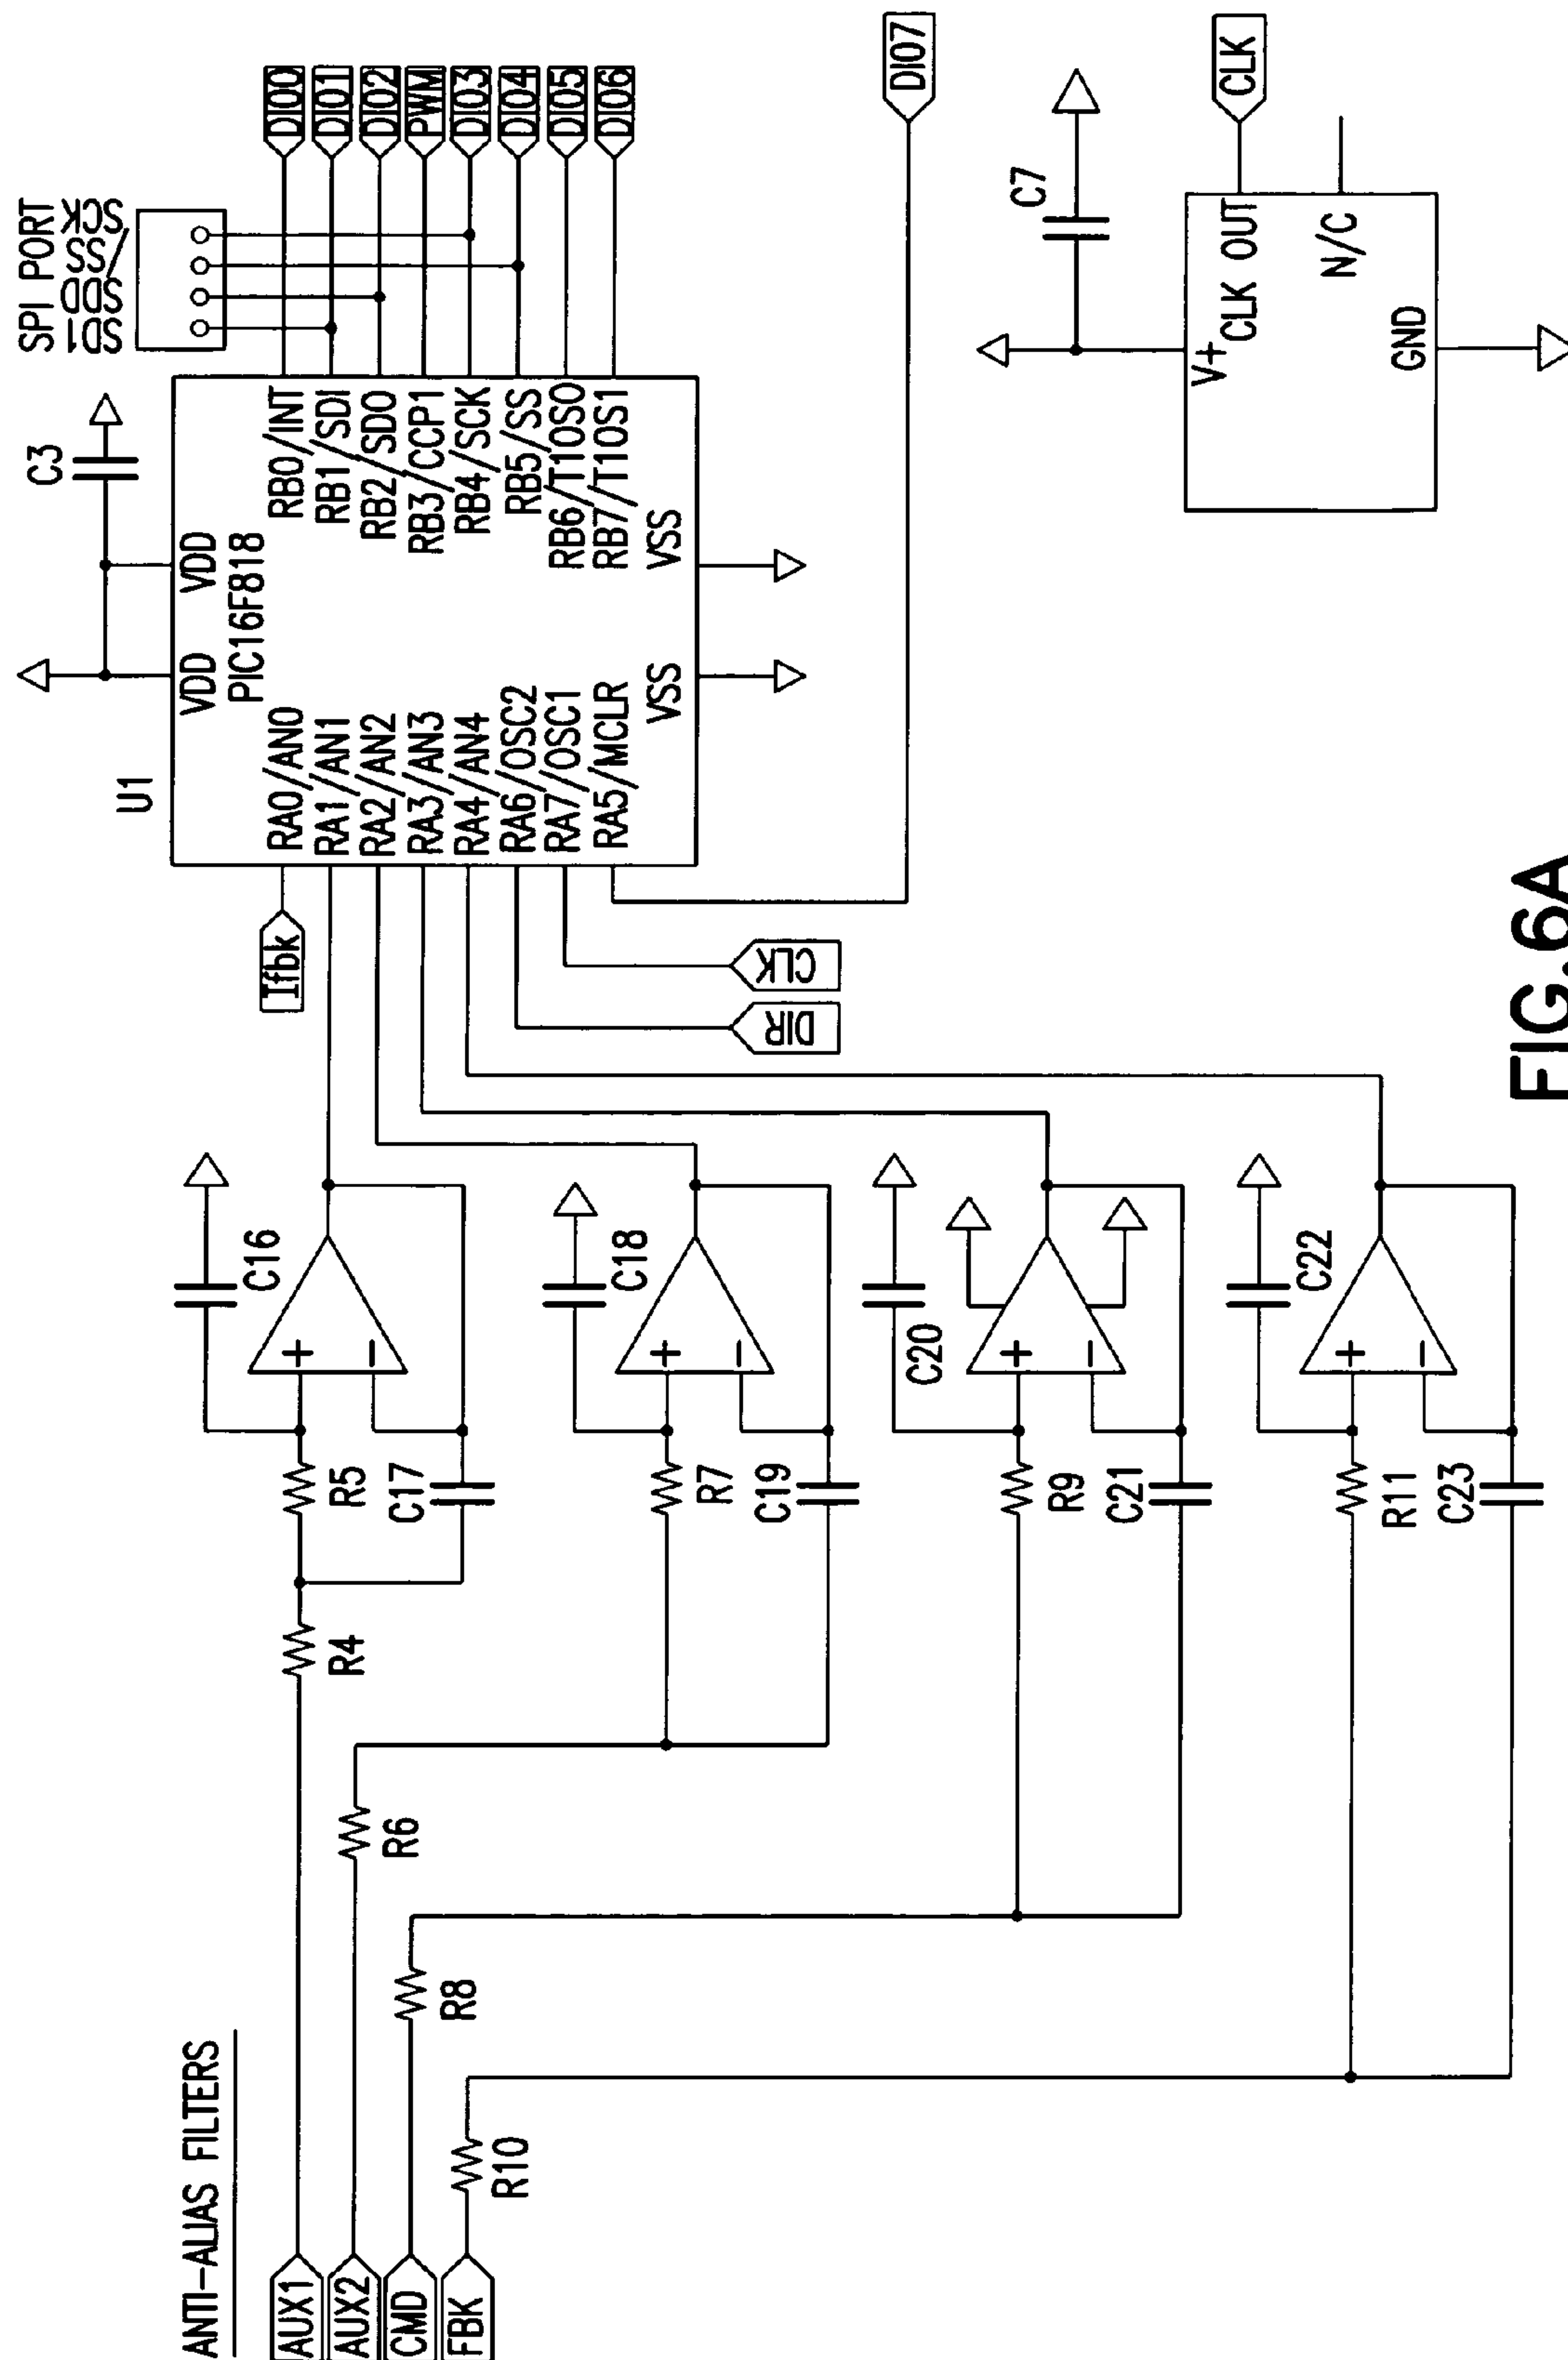 ANTI-ALIAS FILTERS
AUX1
AUX2
CMD
FBK
R4
R6
R8
R10
R5
C17
C16
R7
C19
C18
R9
C21
C20
R11
C23
C22
Ifbk
DIR
CLK
U1
VDD
VDD
PIC16F818
RA0/AN0
RA1/AN1
RA2/AN2
RA3/AN3
RA4/AN4
RA6/OSC2
RA7/OSC1
RA5/MCLR
RB0/INT
RB1/SDI
RB2/SDO
RB3/CCP1
RB4/SCK
RB5/SS
RB6/T1OSO
RB7/T1OS1
VSS
VSS
C3
SPI PORT
SD1
SDD
/SS
SCK
DIO0
DIO1
DIO2
PWM
DIO3
DIO4
DIO5
DIO6
DIO7
C7
V+
CLK OUT
N/C
GND
CLK
FIG.6A